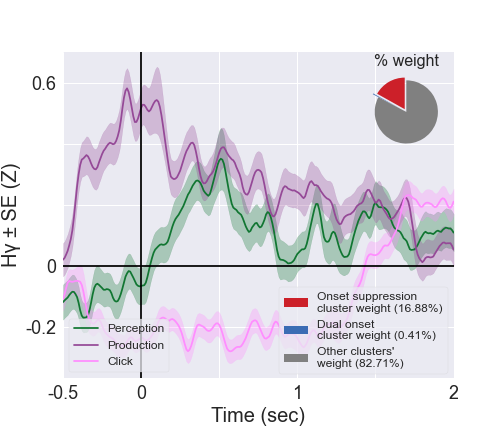 % weight
0.6
0
-0.2
Hγ ± SE (Z)
Perception
Production
Click
Onset suppression
cluster weight (16.88%)
Dual onset
cluster weight (0.41%)
Other clusters'
weight (82.71%)
-0.5
0
1
2
Time (sec)